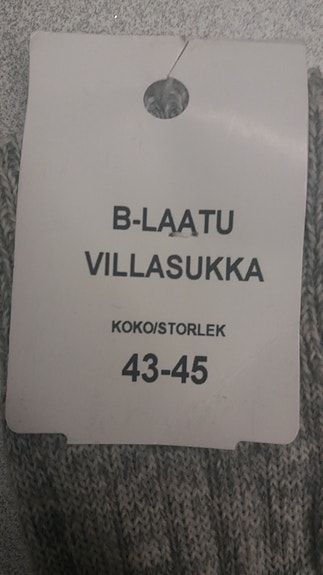 B-LAATU
VILLASUKKA
KOKO/STORLEK
43-45